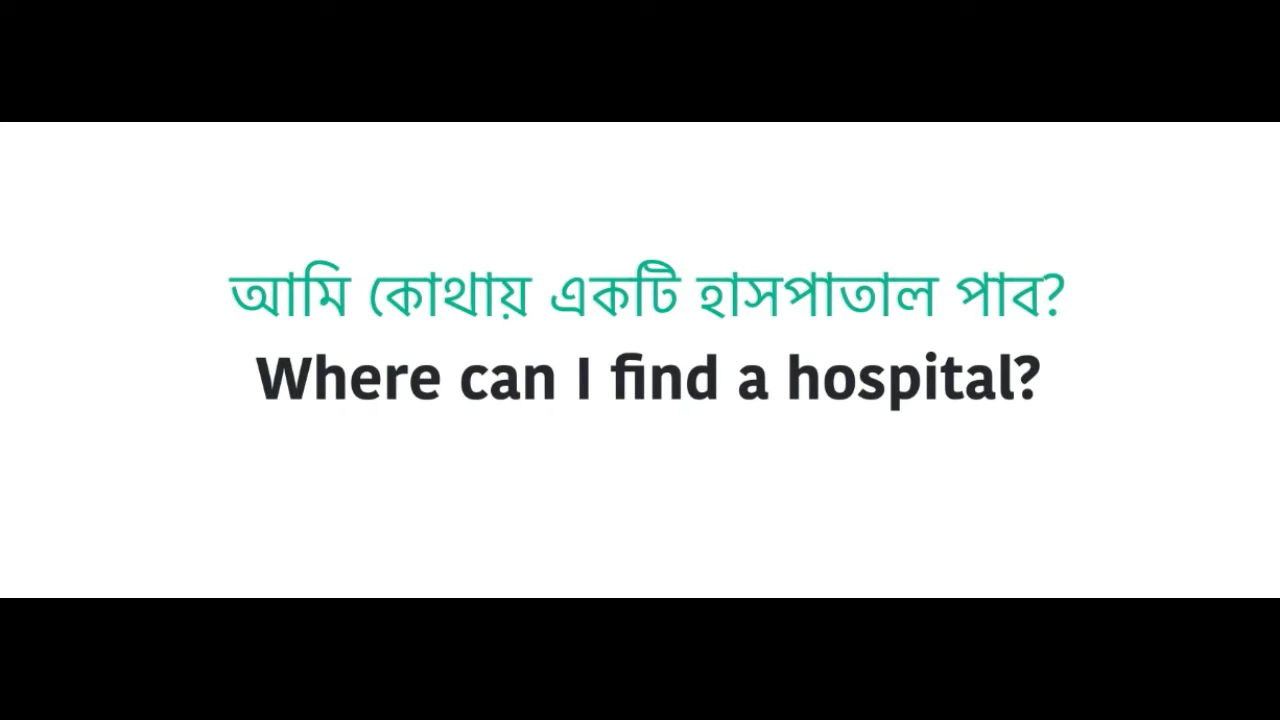 আমি কোথায় একটি হাসপাতাল পাব?
Where can I find a hospital?